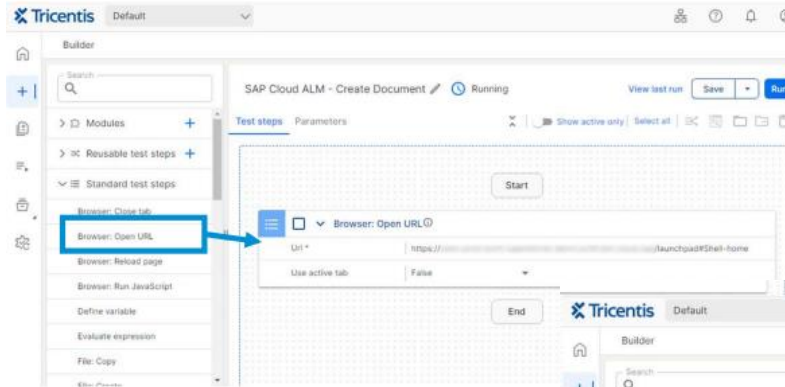 Tricentis Default
Builder
Search
SAP Cloud ALM - Create Document Running View last run Save Run
Modules +
Test steps Parameters Show active only Select all
Reusable test steps +
Standard test steps
Start
Browser: Close tab
Browser: Open URL
Browser: Open URL
Url * https:// /launchpad#Shell-home
Browser: Reload page
Use active tab False
Browser: Run JavaScript
Define variable
End
Evaluate expression
File: Copy
File: Create
Tricentis Default
Builder
Search